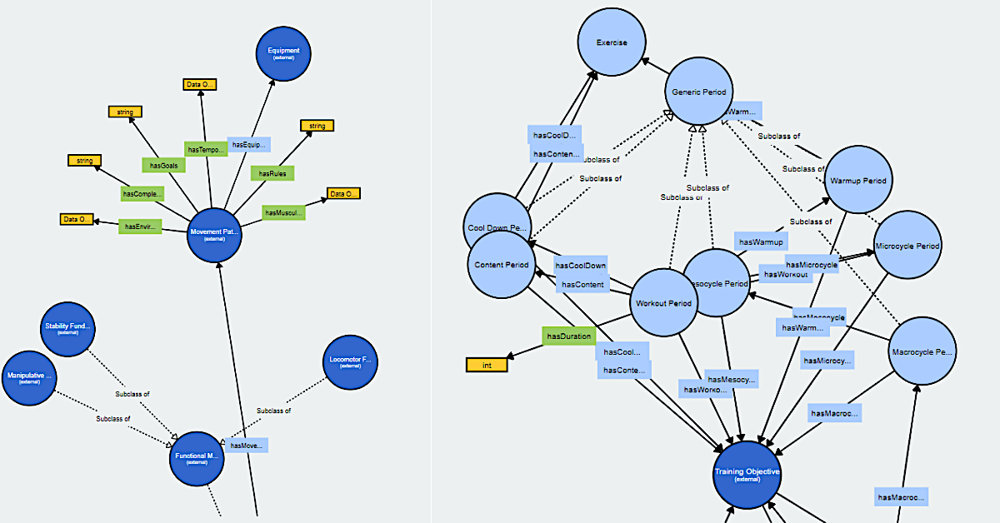 Equipment
(external)
Data O...
string
string
hasTempo...
hasEquip...
string
hasGoals
hasRules
hasComple...
Data O...
hasMuscul...
Data O...
hasEnvir...
Movement Pat...
(external)
Stability Fund...
(external)
Manipulative ...
(external)
Locomotor F...
(external)
Subclass of
Subclass of
Subclass of
hasMove...
Functional M...
(external)
Exercise
Generic Period
Warm...
hasCoolD...
Subclass of
hasConten...
ubclass of
Subclass of
Subclass of
Warmup Period
Subclass of
Subclass of
Subclass of
Cool Down Pe...
Content Period
hasWarmup
Microcycle Period
hasCoolDown
hasMicrocycle
hasWorkout
hasContent
esocycle Period
Workout Period
hasMesocycle
hasWarm...
hasDuration
int
hasCool...
hasConte...
hasMicrocy...
Macrocycle Pe...
hasMesocy...
hasWorko...
hasMacroc...
Training Objective
(external)
hasMacroc...